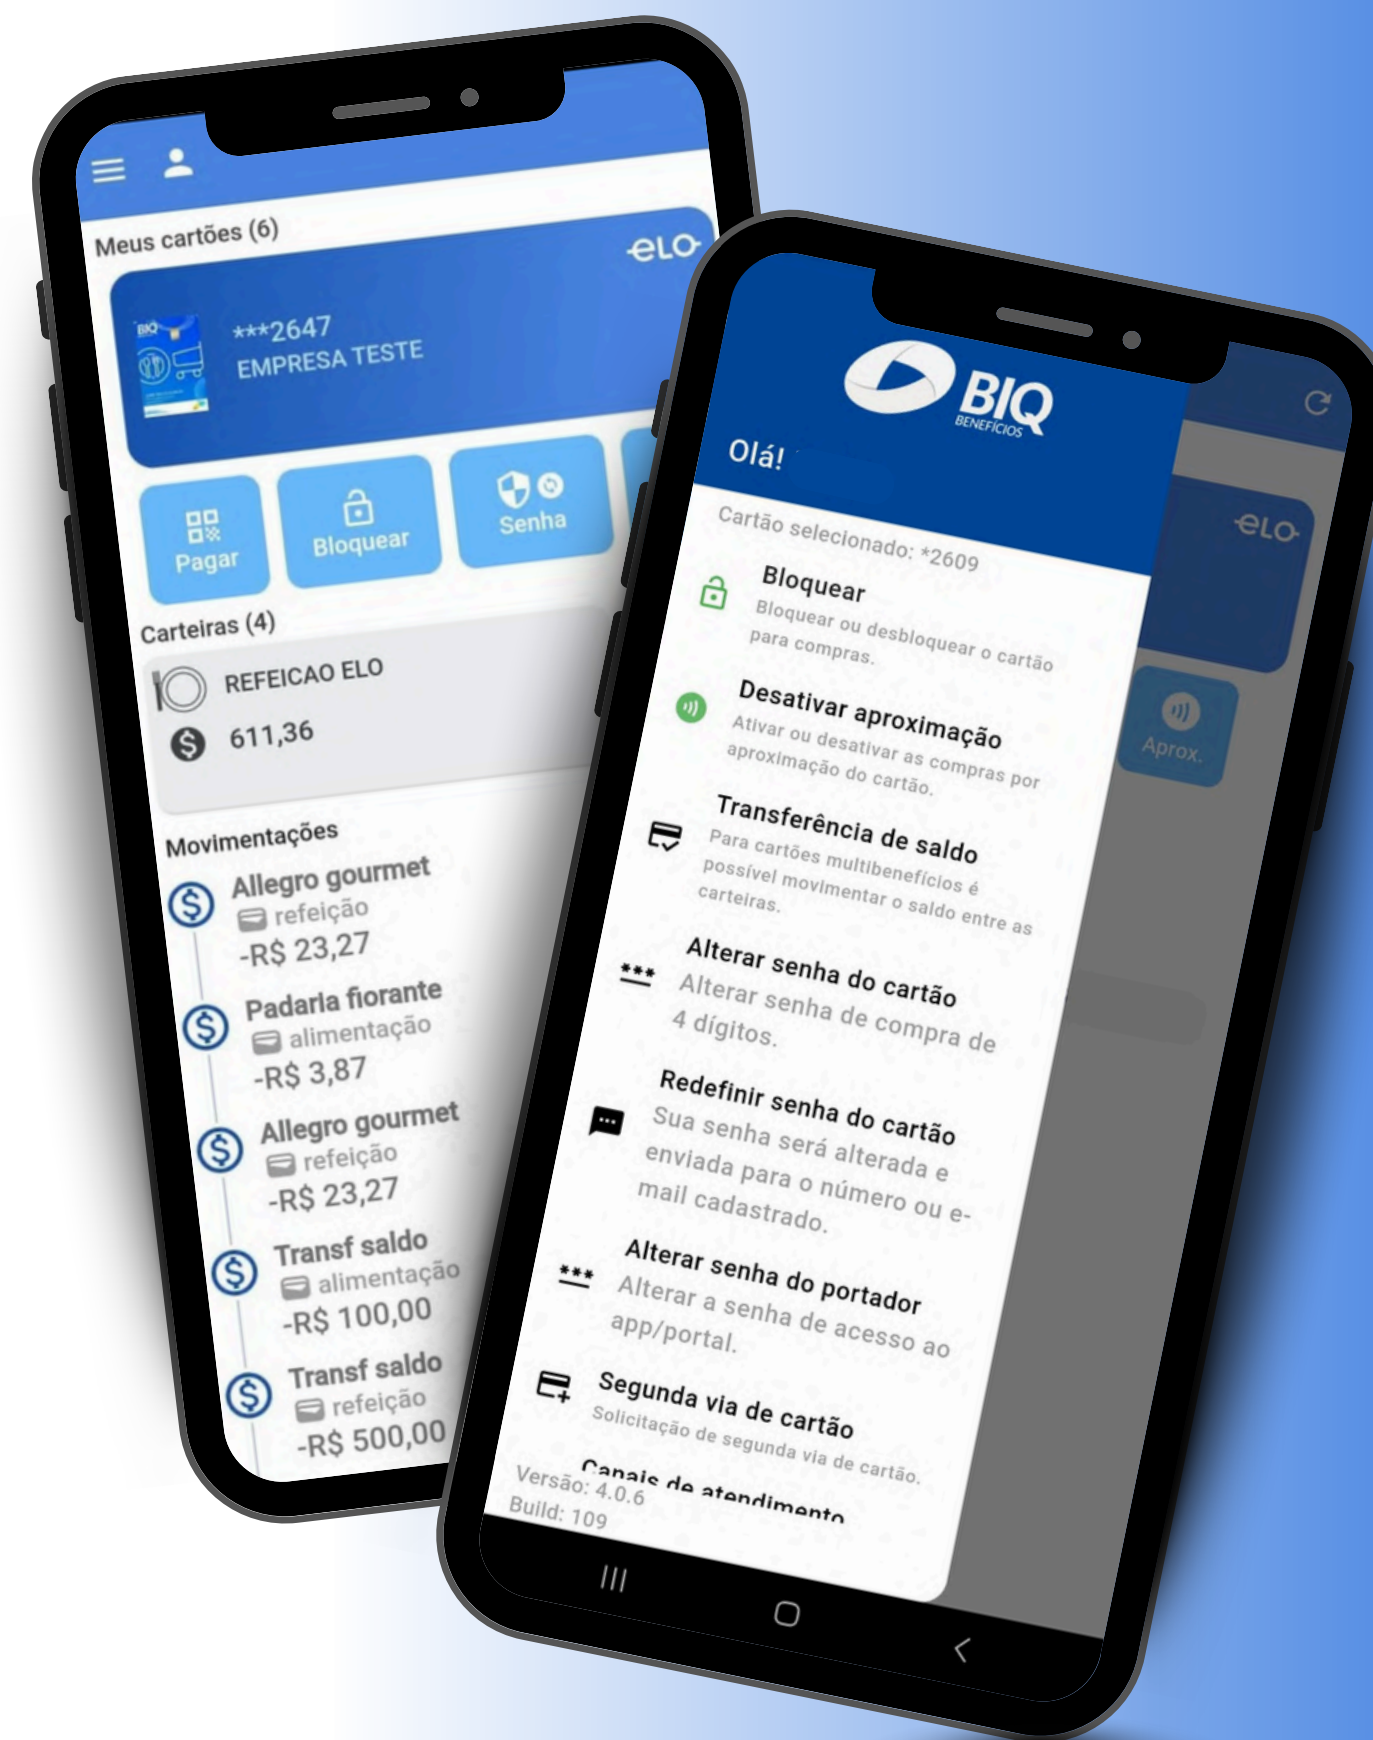 Meus cartões (6)
elo
BIQ
***2647
EMPRESA TESTE
Pagar
Bloquear
Senha
Carteiras (4)
REFEICAO ELO
611,36
Movimentações
Allegro gourmet
refeição
-R$ 23,27
Padaria fiorante
alimentação
-R$ 3,87
Allegro gourmet
refeição
-R$ 23,27
Transf saldo
alimentação
-R$ 100,00
Transf saldo
refeição
-R$ 500,00
BIQ
BENEFÍCIOS
Olá!
Cartão selecionado: *2609
Bloquear
Bloquear ou desbloquear o cartão
para compras.
Desativar aproximação
Ativar ou desativar as compras por
aproximação do cartão.
Transferência de saldo
Para cartões multibenefícios é
possível movimentar o saldo entre as
carteiras.
Alterar senha do cartão
Alterar senha de compra de
4 dígitos.
Redefinir senha do cartão
Sua senha será alterada e
enviada para o número ou e-
mail cadastrado.
Alterar senha do portador
Alterar a senha de acesso ao
app/portal.
Segunda via de cartão
Solicitação de segunda via de cartão.
Canais de atendimento
Versão: 4.0.6
Build: 109
elo
Aprox.